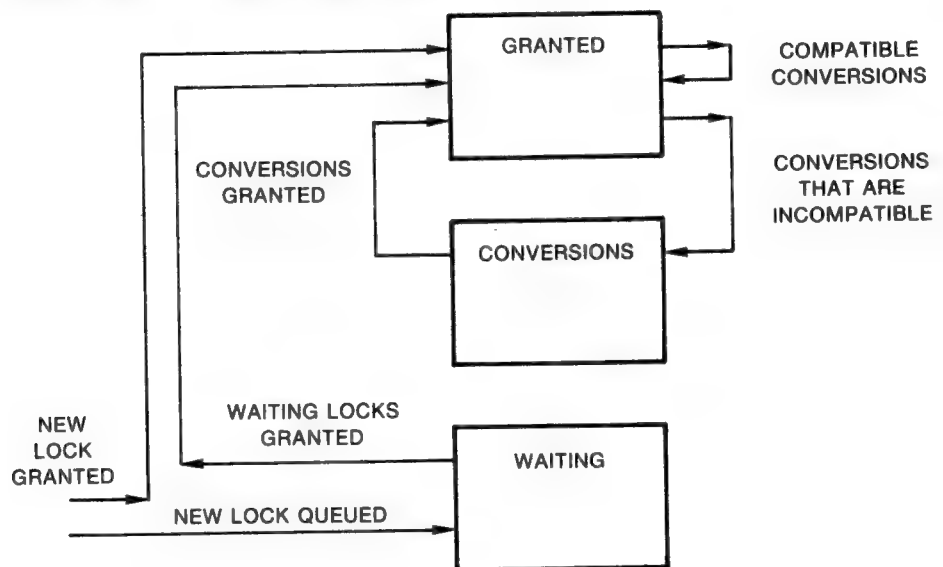 GRANTED
COMPATIBLE
CONVERSIONS
CONVERSIONS
GRANTED
CONVERSIONS
THAT ARE
INCOMPATIBLE
CONVERSIONS
WAITING LOCKS
GRANTED
NEW
LOCK
GRANTED
WAITING
NEW LOCK QUEUED